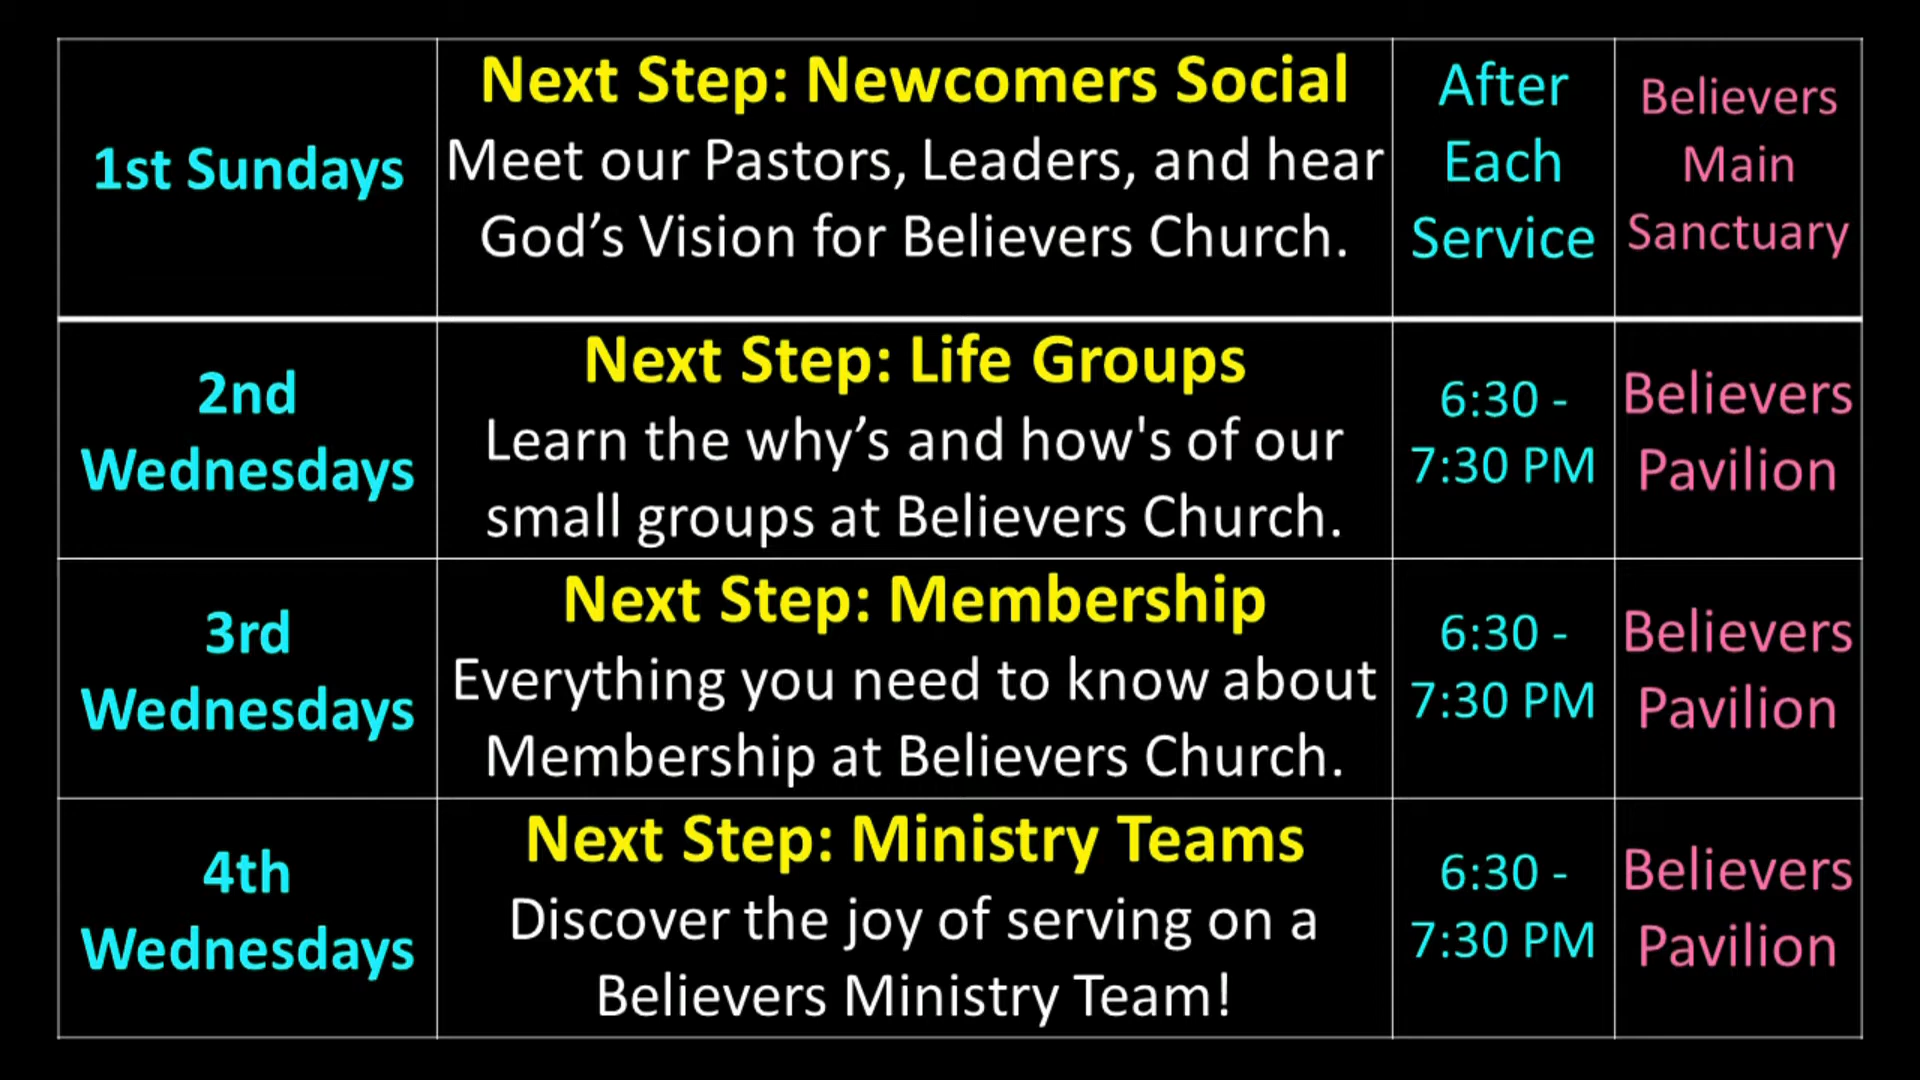 1st Sundays
Next Step: Newcomers Social
Meet our Pastors, Leaders, and hear
God’s Vision for Believers Church.
After
Each
Service
Believers
Main
Sanctuary
2nd
Wednesdays
Next Step: Life Groups
Learn the why’s and how's of our
small groups at Believers Church.
6:30 -
7:30 PM
Believers
Pavilion
3rd
Wednesdays
Next Step: Membership
Everything you need to know about
Membership at Believers Church.
6:30 -
7:30 PM
Believers
Pavilion
4th
Wednesdays
Next Step: Ministry Teams
Discover the joy of serving on a
Believers Ministry Team!
6:30 -
7:30 PM
Believers
Pavilion